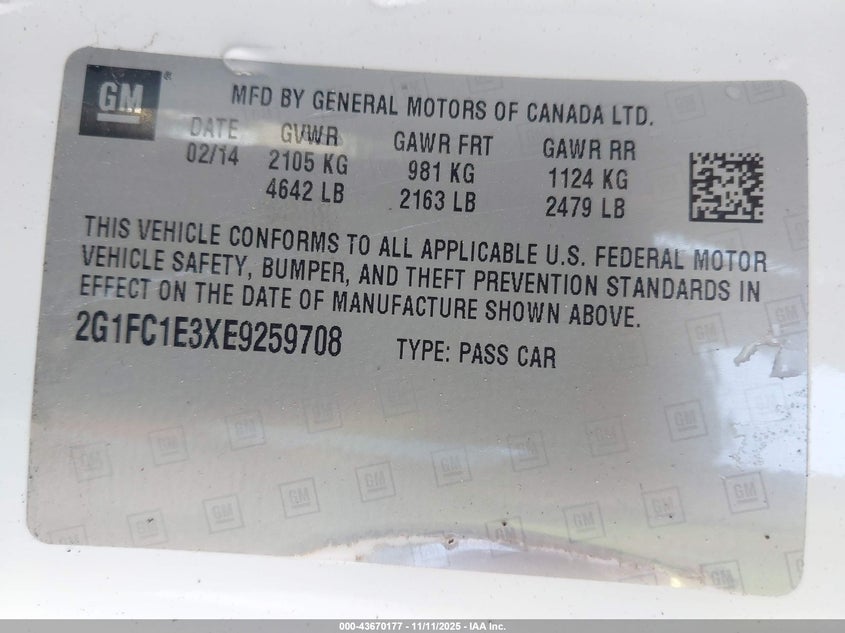 GM
MFD BY GENERAL MOTORS OF CANADA LTD.
DATE GVWR GAWR FRT GAWR RR
02/14 2105 KG 981 KG 1124 KG
4642 LB 2163 LB 2479 LB
THIS VEHICLE CONFORMS TO ALL APPLICABLE U.S. FEDERAL MOTOR
VEHICLE SAFETY, BUMPER, AND THEFT PREVENTION STANDARDS IN
EFFECT ON THE DATE OF MANUFACTURE SHOWN ABOVE.
2G1FC1E3XE9259708 TYPE: PASS CAR
000-43670177 - 11/11/2025 - IAA Inc.